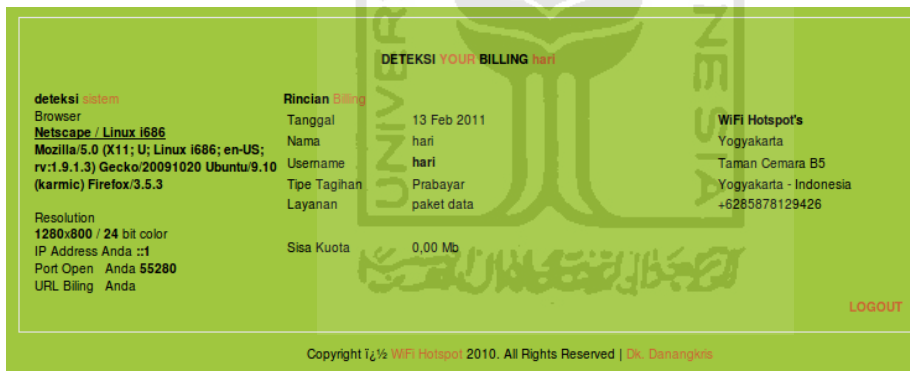 DETEKSI YOUR BILLING hari
deteksi sistem
Browser
Netscape / Linux i686
Mozilla/5.0 (X11; U; Linux i686; en-US;
rv:1.9.1.3) Gecko/20091020 Ubuntu/9.10
(karmic) Firefox/3.5.3
Resolution
1280x800 / 24 bit color
IP Address Anda ::1
Port Open Anda 55280
URL Biling Anda
Rincian Billing
Tanggal 13 Feb 2011
Nama hari
Username hari
Tipe Tagihan Prabayar
Layanan paket data
Sisa Kuota 0,00 Mb
WiFi Hotspot's
Yogyakarta
Taman Cemara B5
Yogyakarta - Indonesia
+6285878129426
LOGOUT
Copyright ï¿½ WiFi Hotspot 2010. All Rights Reserved | Dk. Danangkris